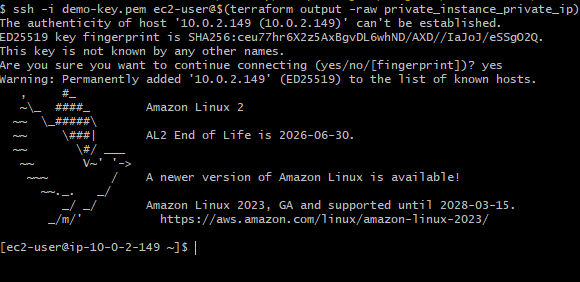 $ ssh -i demo-key.pem ec2-user@$(terraform output -raw private_instance_private_ip)
The authenticity of host '10.0.2.149 (10.0.2.149)' can't be established.
ED25519 key fingerprint is SHA256:ceu77hr6X2z5AxBgvDL6whND/AXD//IaJoJ/eSSgO2Q.
This key is not known by any other names.
Are you sure you want to continue connecting (yes/no/[fingerprint])? yes
Warning: Permanently added '10.0.2.149' (ED25519) to the list of known hosts.
   ,     #_
   ~\_  ####_        Amazon Linux 2
  ~~  \_#####\
  ~~     \###|       AL2 End of Life is 2026-06-30.
  ~~       \#/ ___
   ~~       V~' '->
    ~~~         /    A newer version of Amazon Linux is available!
      ~~._.   _/
         _/ _/       Amazon Linux 2023, GA and supported until 2028-03-15.
       _/m/'           https://aws.amazon.com/linux/amazon-linux-2023/
[ec2-user@ip-10-0-2-149 ~]$